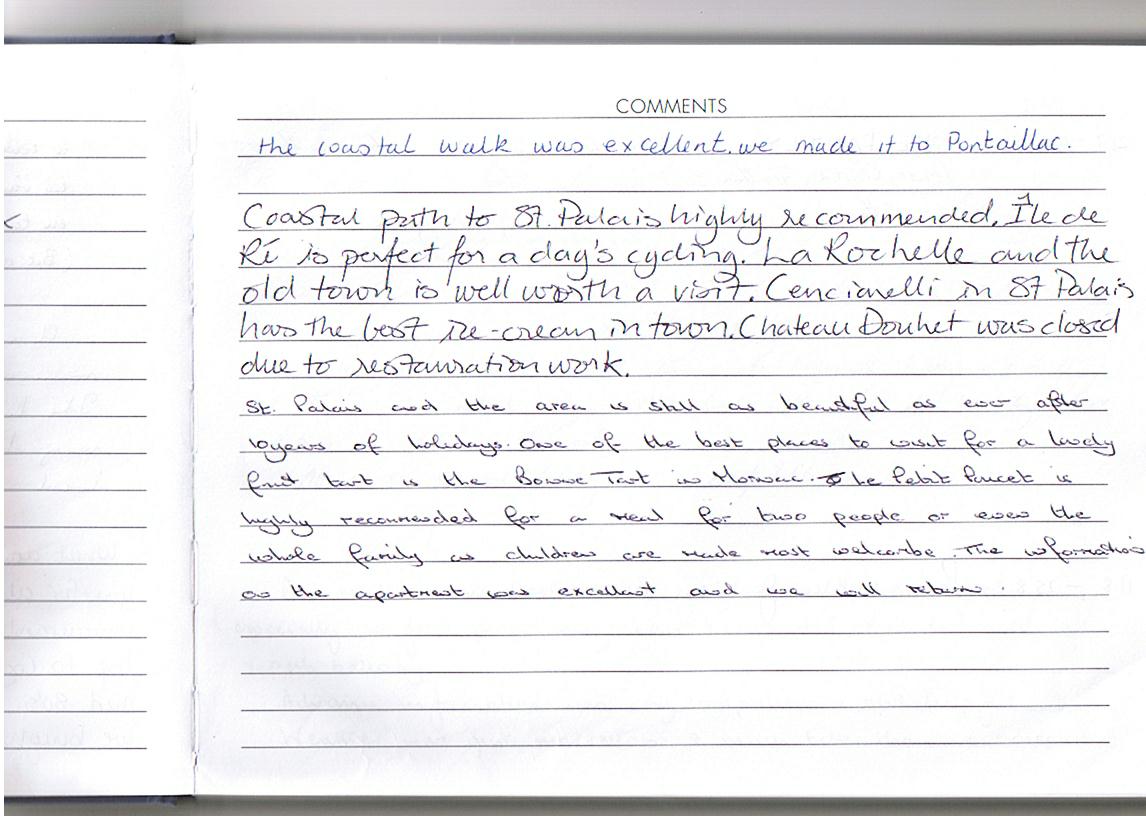 COMMENTS
the coastal walk was excellent. we made it to Pontaillac.
Coastal path to St. Palais highly recommended. Île de
Ré is perfect for a day's cycling. La Rochelle and the
old town is well worth a visit. Cencianelli in St Palais
has the best ice-cream in town. Chateau Douhet was closed
due to restauration work.
St. Palais and the area is still as beautiful as ever after
10 years of holidays. One of the best places to visit for a lovely
fruit tart is the Bonne Tart in Mornac. The Petit Poucet is
highly recommended for a meal for two people or even the
whole family as children are made most welcombe. The information
on the apartment was excellent and we will return.